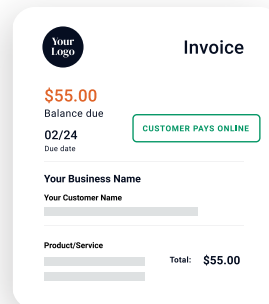 Your
Logo
Invoice
$55.00
Balance due
CUSTOMER PAYS ONLINE
02/24
Due date
Your Business Name
Your Customer Name
Product/Service
Total: $55.00